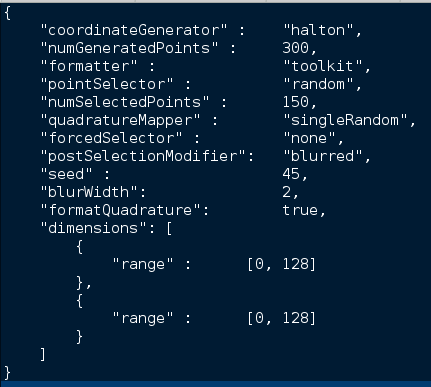 {
"coordinateGenerator" : "halton",
"numGeneratedPoints" : 300,
"formatter" : "toolkit",
"pointSelector" : "random",
"numSelectedPoints" : 150,
"quadratureMapper" : "singleRandom",
"forcedSelector" : "none",
"postSelectionModifier": "blurred",
"seed" : 45,
"blurWidth": 2,
"formatQuadrature": true,
"dimensions": [
{
"range" : [0, 128]
},
{
"range" : [0, 128]
}
]
}